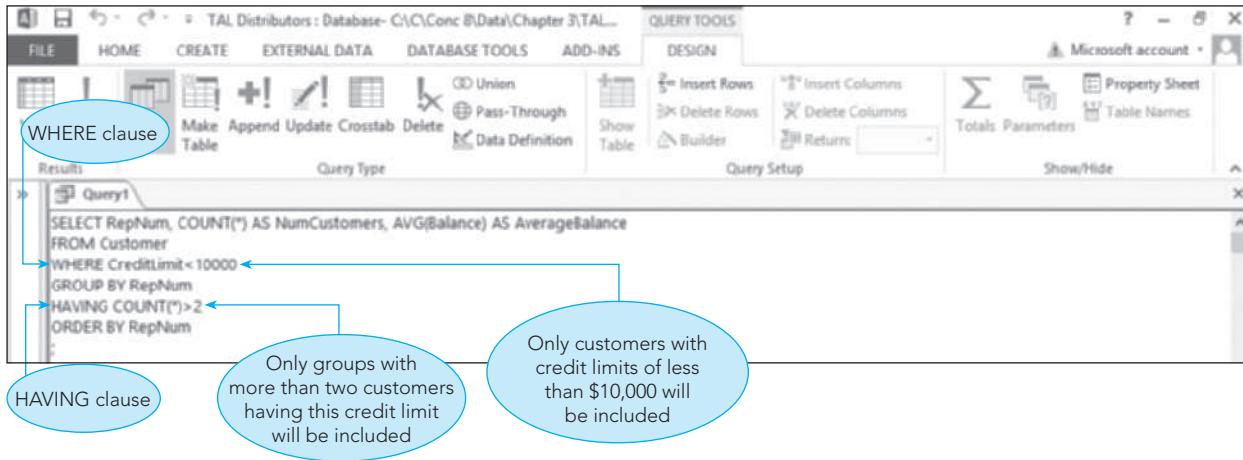 TAL Distributors : Database- C:\C\Conc 8\Data\Chapter 3\TAL...
QUERY TOOLS
?
FILE
HOME
CREATE
EXTERNAL DATA
DATABASE TOOLS
ADD-INS
DESIGN
Microsoft account
WHERE clause
Make Table
Append
Update
Crosstab
Delete
Union
Pass-Through
Data Definition
Show Table
Insert Rows
Delete Rows
Builder
Insert Columns
Delete Columns
Return:
Totals
Parameters
Property Sheet
Table Names
Results
Query Type
Query Setup
Show/Hide
Query1
SELECT RepNum, COUNT(*) AS NumCustomers, AVG(Balance) AS AverageBalance
FROM Customer
WHERE CreditLimit<10000
GROUP BY RepNum
HAVING COUNT(*)>2
ORDER BY RepNum
;
HAVING clause
Only groups with
more than two customers
having this credit limit
will be included
Only customers with
credit limits of less
than $10,000 will
be included